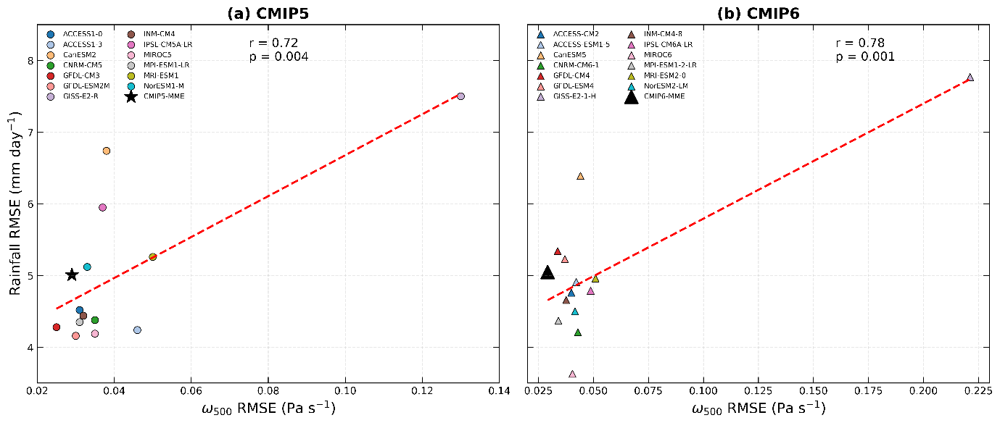 (a) CMIP5
ACCESS1-0
ACCESS1-3
CanESM2
CNRM-CM5
GFDL-CM3
GFDL-ESM2M
GISS-E2-R
INM-CM4
IPSL-CM5A-LR
MIROC5
MPI-ESM1-LR
MRI-ESM1
NorESM1-M
CMIP5-MME
r = 0.72
p = 0.004
8
7
6
5
4
Rainfall RMSE (mm day⁻¹)
0.02 0.04 0.06 0.08 0.10 0.12 0.14
ω₅₀₀ RMSE (Pa s⁻¹)
(b) CMIP6
ACCESS-CM2
ACCESS-ESM1-5
CanESM5
CNRM-CM6-1
GFDL-CM4
GFDL-ESM4
GISS-E2-1-H
INM-CM4-8
IPSL-CM6A-LR
MIROC6
MPI-ESM1-2-LR
MRI-ESM2-0
NorESM2-LM
CMIP6-MME
r = 0.78
p = 0.001
0.025 0.050 0.075 0.100 0.125 0.150 0.175 0.200 0.225
ω₅₀₀ RMSE (Pa s⁻¹)